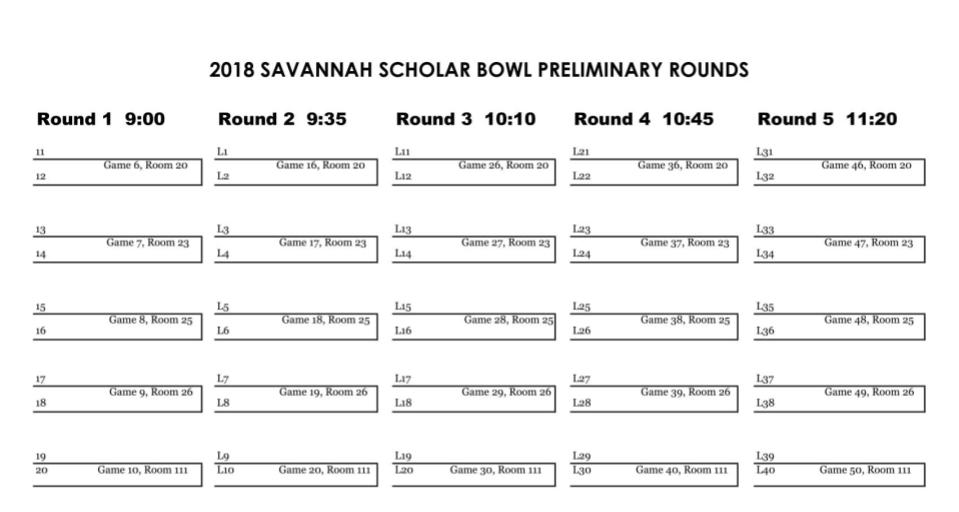 2018 SAVANNAH SCHOLAR BOWL PRELIMINARY ROUNDS
Round 1 9:00 Round 2 9:35 Round 3 10:10 Round 4 10:45 Round 5 11:20
11 L1 L11 L21 L31
Game 6, Room 20 Game 16, Room 20 Game 26, Room 20 Game 36, Room 20 Game 46, Room 20
12 L2 L12 L22 L32
13 L3 L13 L23 L33
Game 7, Room 23 Game 17, Room 23 Game 27, Room 23 Game 37, Room 23 Game 47, Room 23
14 L4 L14 L24 L34
15 L5 L15 L25 L35
Game 8, Room 25 Game 18, Room 25 Game 28, Room 25 Game 38, Room 25 Game 48, Room 25
16 L6 L16 L26 L36
17 L7 L17 L27 L37
Game 9, Room 26 Game 19, Room 26 Game 29, Room 26 Game 39, Room 26 Game 49, Room 26
18 L8 L18 L28 L38
19 L9 L19 L29 L39
20 Game 10, Room 111 L10 Game 20, Room 111 L20 Game 30, Room 111 L30 Game 40, Room 111 L40 Game 50, Room 111